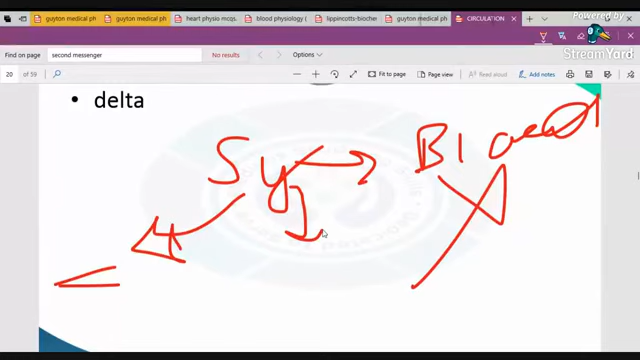 guyton medical ph guyton medical ph heart physio mcqs. blood physiology ( lippincotts-bioche guyton medical ph CIRCULATION
Powered by
StreamYard
Find on page second messenger No results Options
20 of 59 Fit to page Page view Read aloud Add notes
• delta
Sy Blood